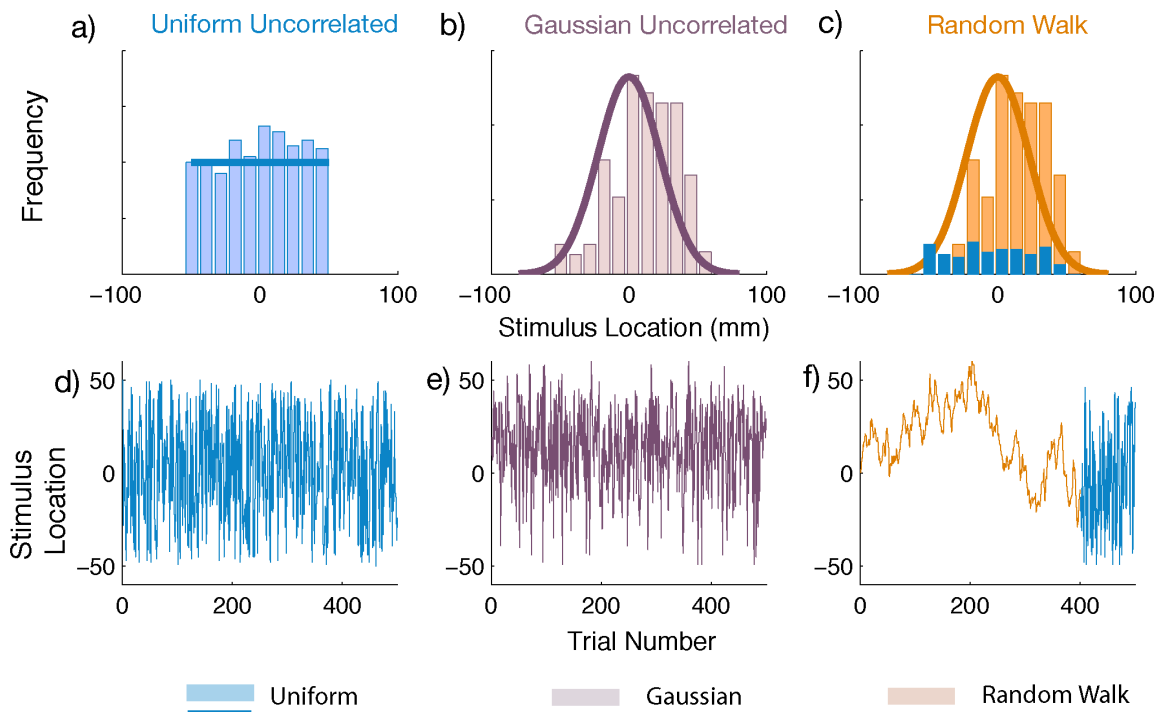 a) Uniform Uncorrelated b) Gaussian Uncorrelated c) Random Walk
Frequency
−100 0 100 −100 0 100 −100 0 100
Stimulus Location (mm)
d) e) f)
50 50 50
0 0 0
−50 −50 −50
Stimulus
Location
0 200 400 0 200 400 0 200 400
Trial Number
Uniform Gaussian Random Walk